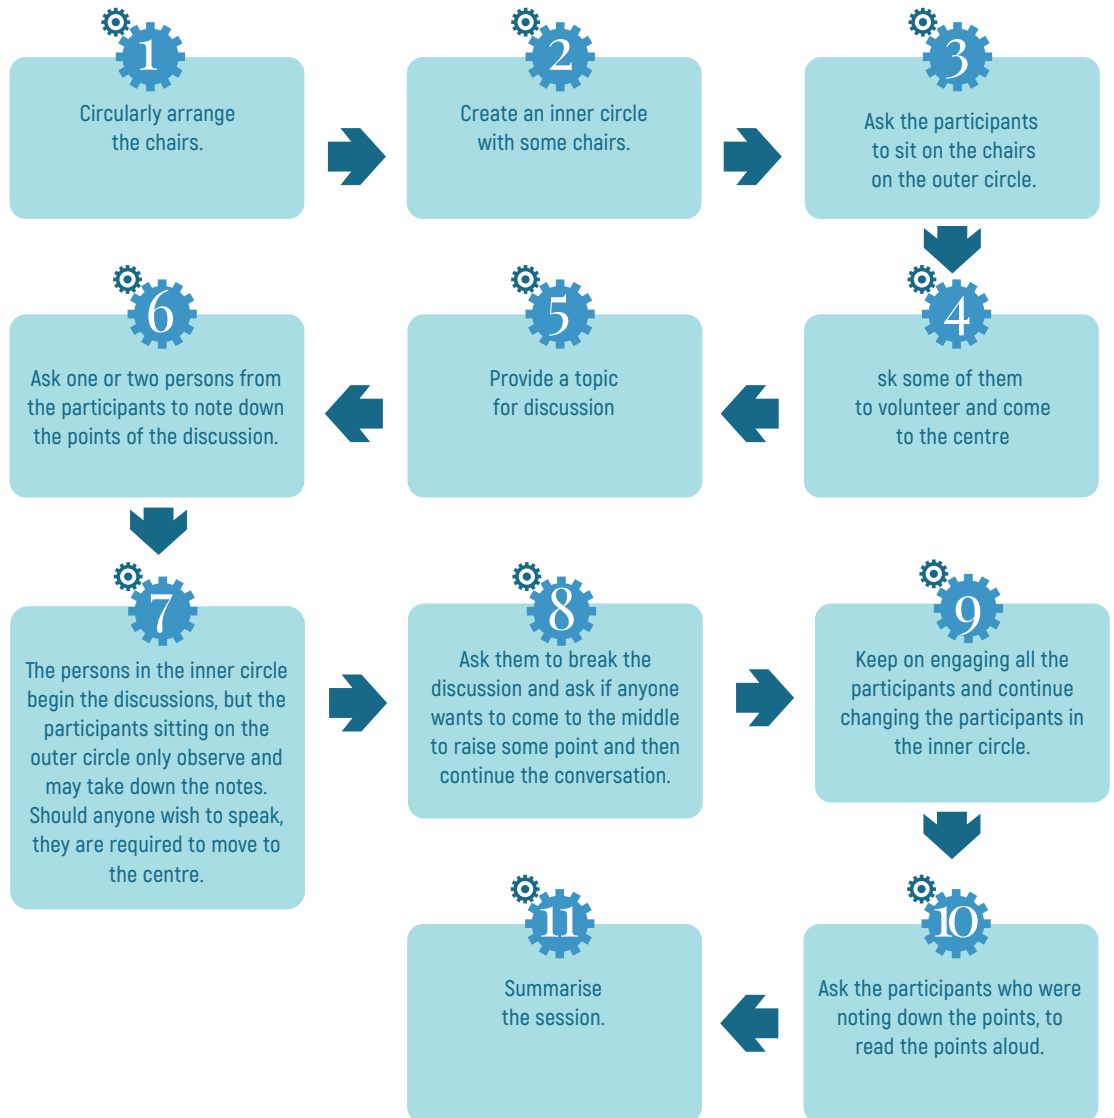 1
Circularly arrange
the chairs.
2
Create an inner circle
with some chairs.
3
Ask the participants
to sit on the chairs
on the outer circle.
4
sk some of them
to volunteer and come
to the centre
5
Provide a topic
for discussion
6
Ask one or two persons from
the participants to note down
the points of the discussion.
7
The persons in the inner circle
begin the discussions, but the
participants sitting on the
outer circle only observe and
may take down the notes.
Should anyone wish to speak,
they are required to move to
the centre.
8
Ask them to break the
discussion and ask if anyone
wants to come to the middle
to raise some point and then
continue the conversation.
9
Keep on engaging all the
participants and continue
changing the participants in
the inner circle.
10
Ask the participants who were
noting down the points, to
read the points aloud.
11
Summarise
the session.